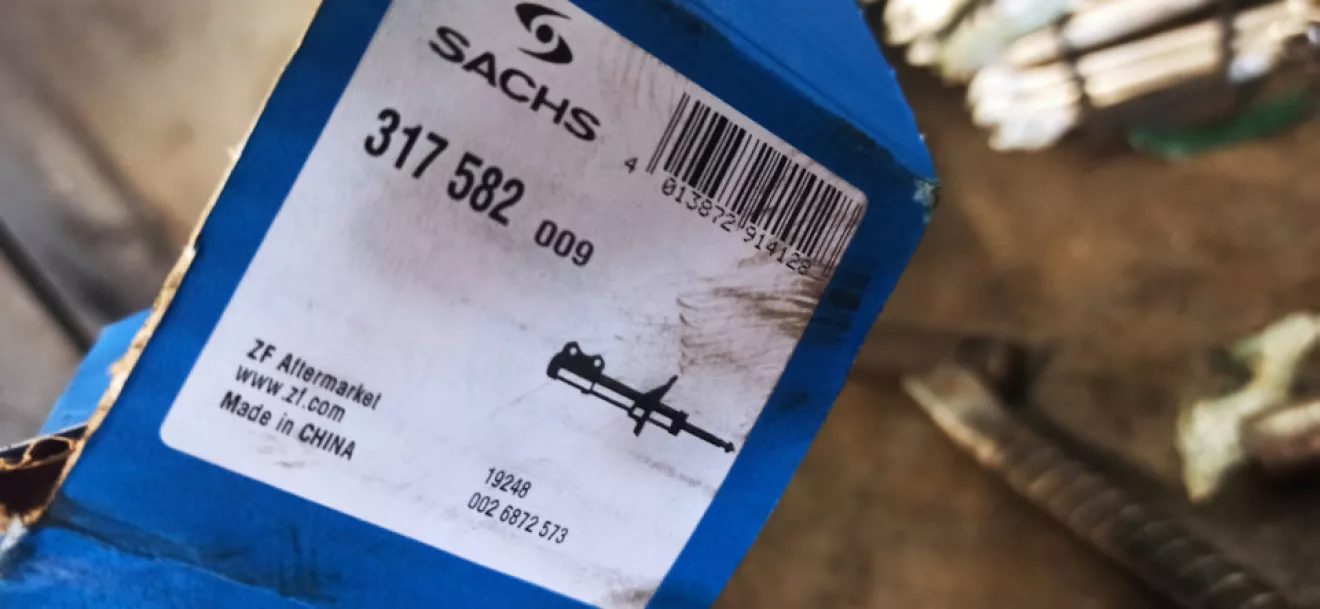 SACHS
317 582 009
4 013872 914128
ZF Aftermarket
www.zf.com
Made in CHINA
19248
002 6872 573